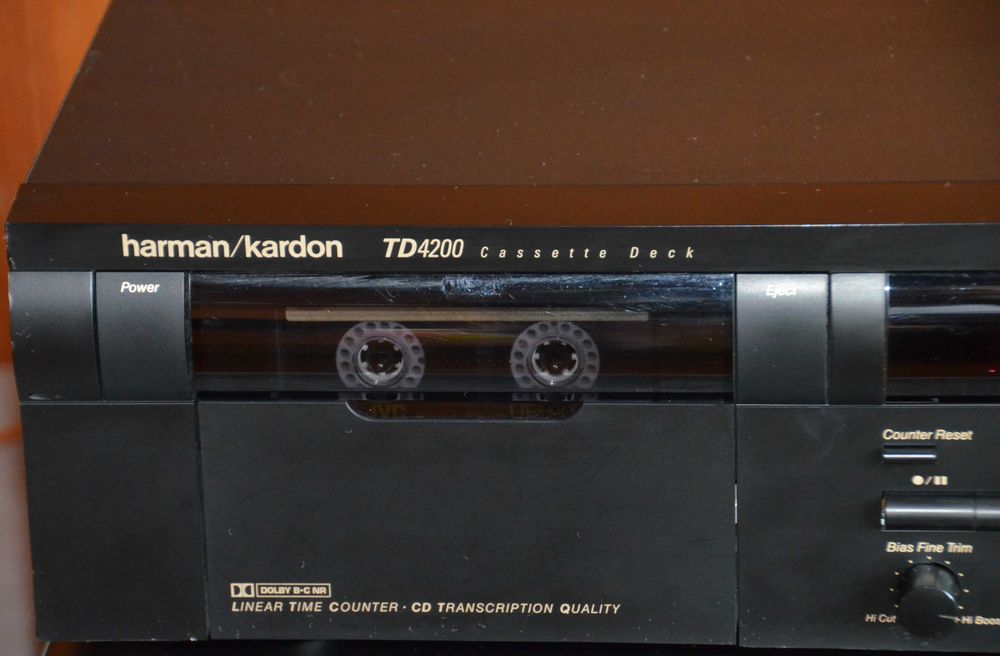 harman/kardon TD4200 Cassette Deck
Power
Eject
JVC
Counter Reset
●/▮▮
Bias Fine Trim
Hi Cut
DOLBY B·C NR
LINEAR TIME COUNTER · CD TRANSCRIPTION QUALITY